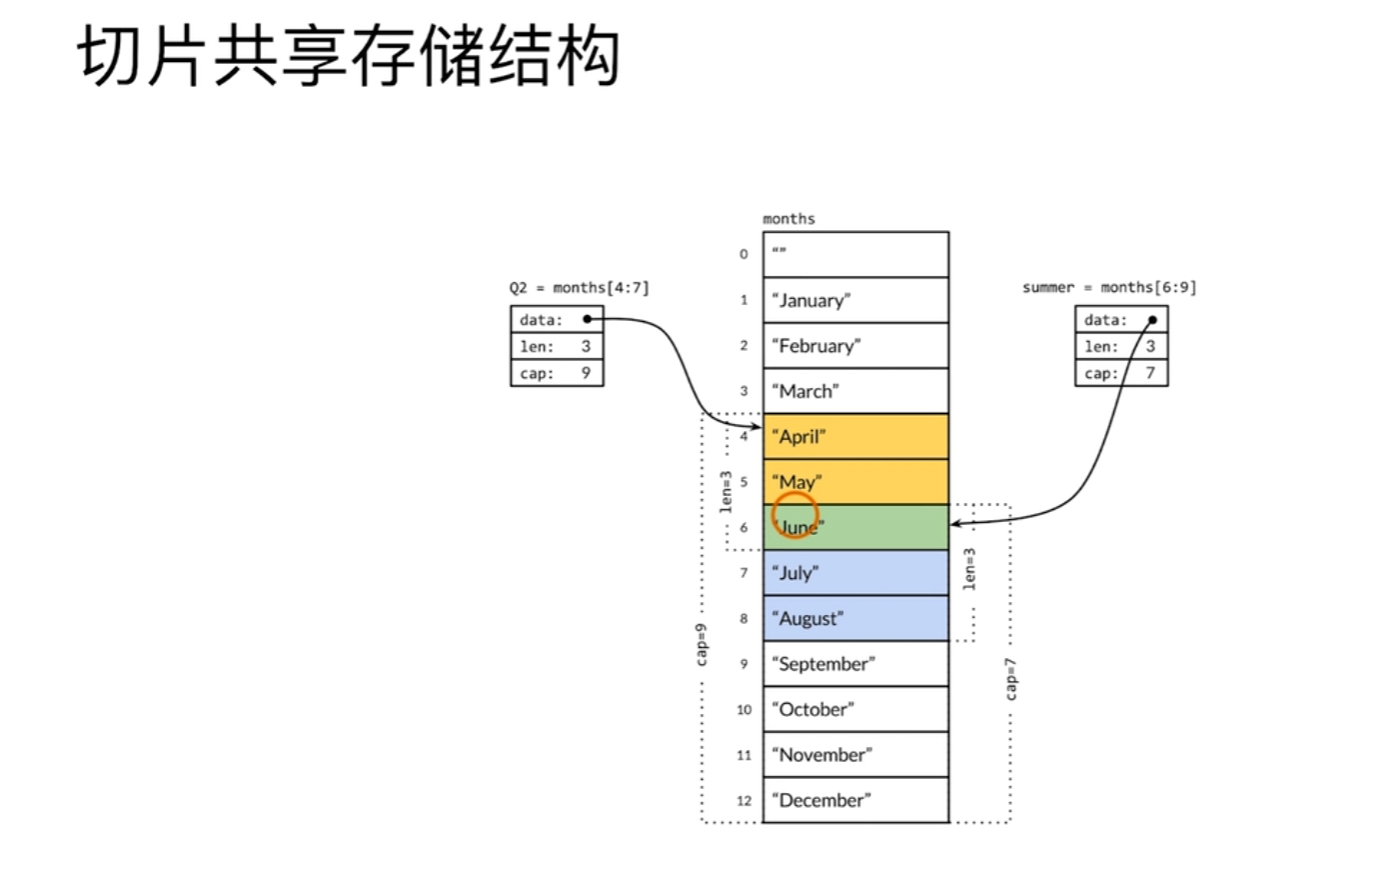 切片共享存储结构
months
0 “”
Q2 = months[4:7]
data:
len: 3
cap: 9
summer = months[6:9]
data:
len: 3
cap: 7
1 “January”
2 “February”
3 “March”
4 “April”
5 “May”
6 “June”
7 “July”
8 “August”
9 “September”
10 “October”
11 “November”
12 “December”
len=3
cap=9
len=3
cap=7